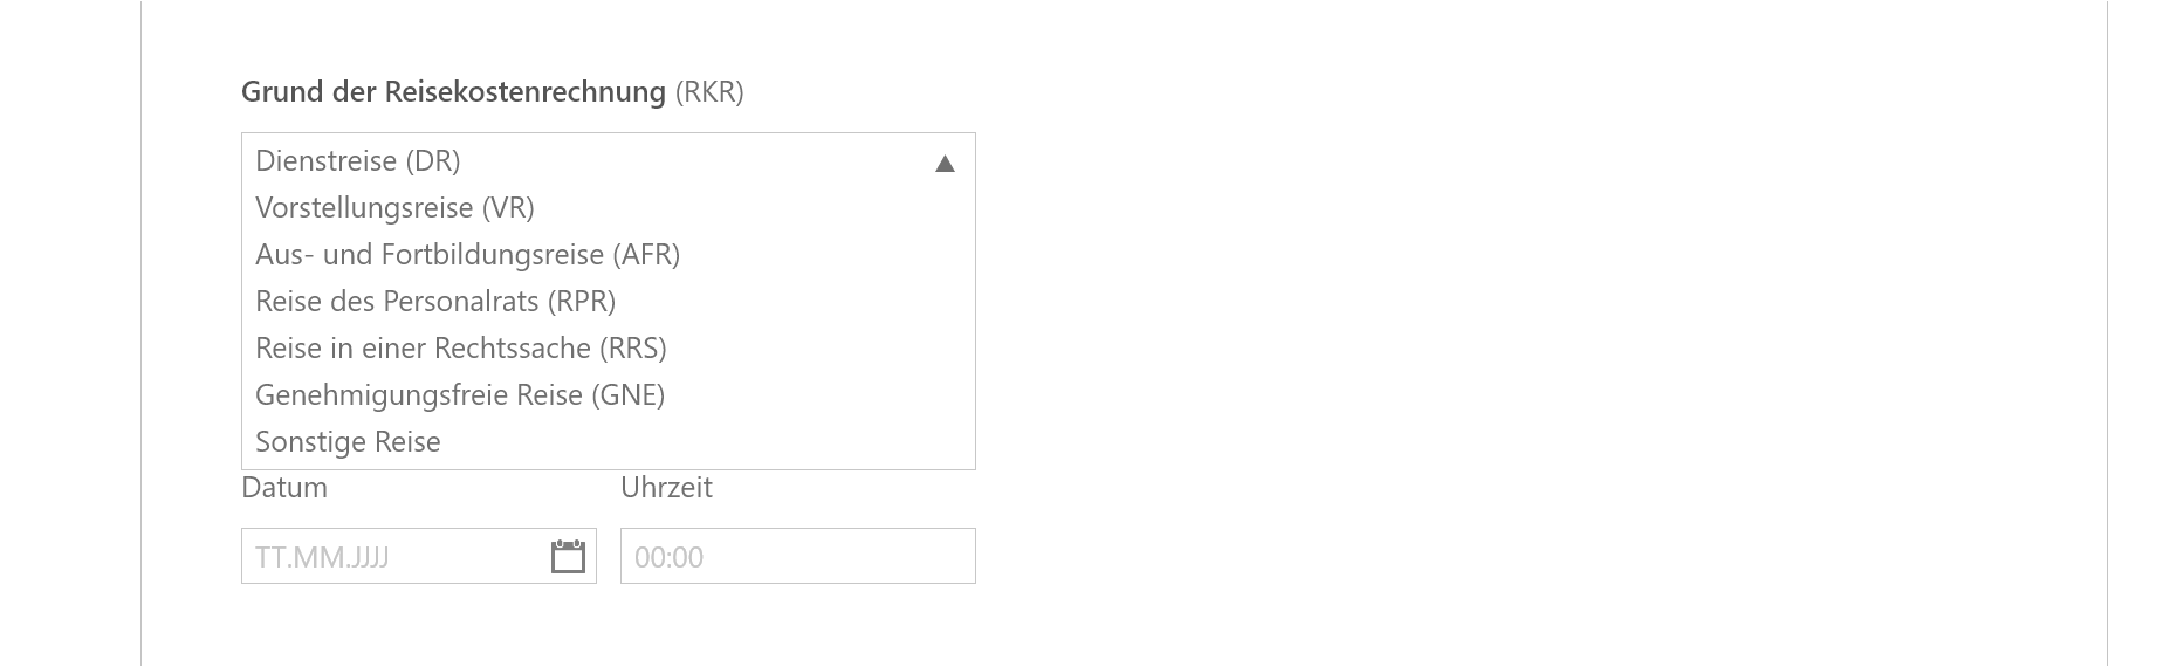 Grund der Reisekostenrechnung (RKR)
Dienstreise (DR)
Vorstellungsreise (VR)
Aus- und Fortbildungsreise (AFR)
Reise des Personalrats (RPR)
Reise in einer Rechtssache (RRS)
Genehmigungsfreie Reise (GNE)
Sonstige Reise
Datum Uhrzeit
TT.MM.JJJJ 00:00